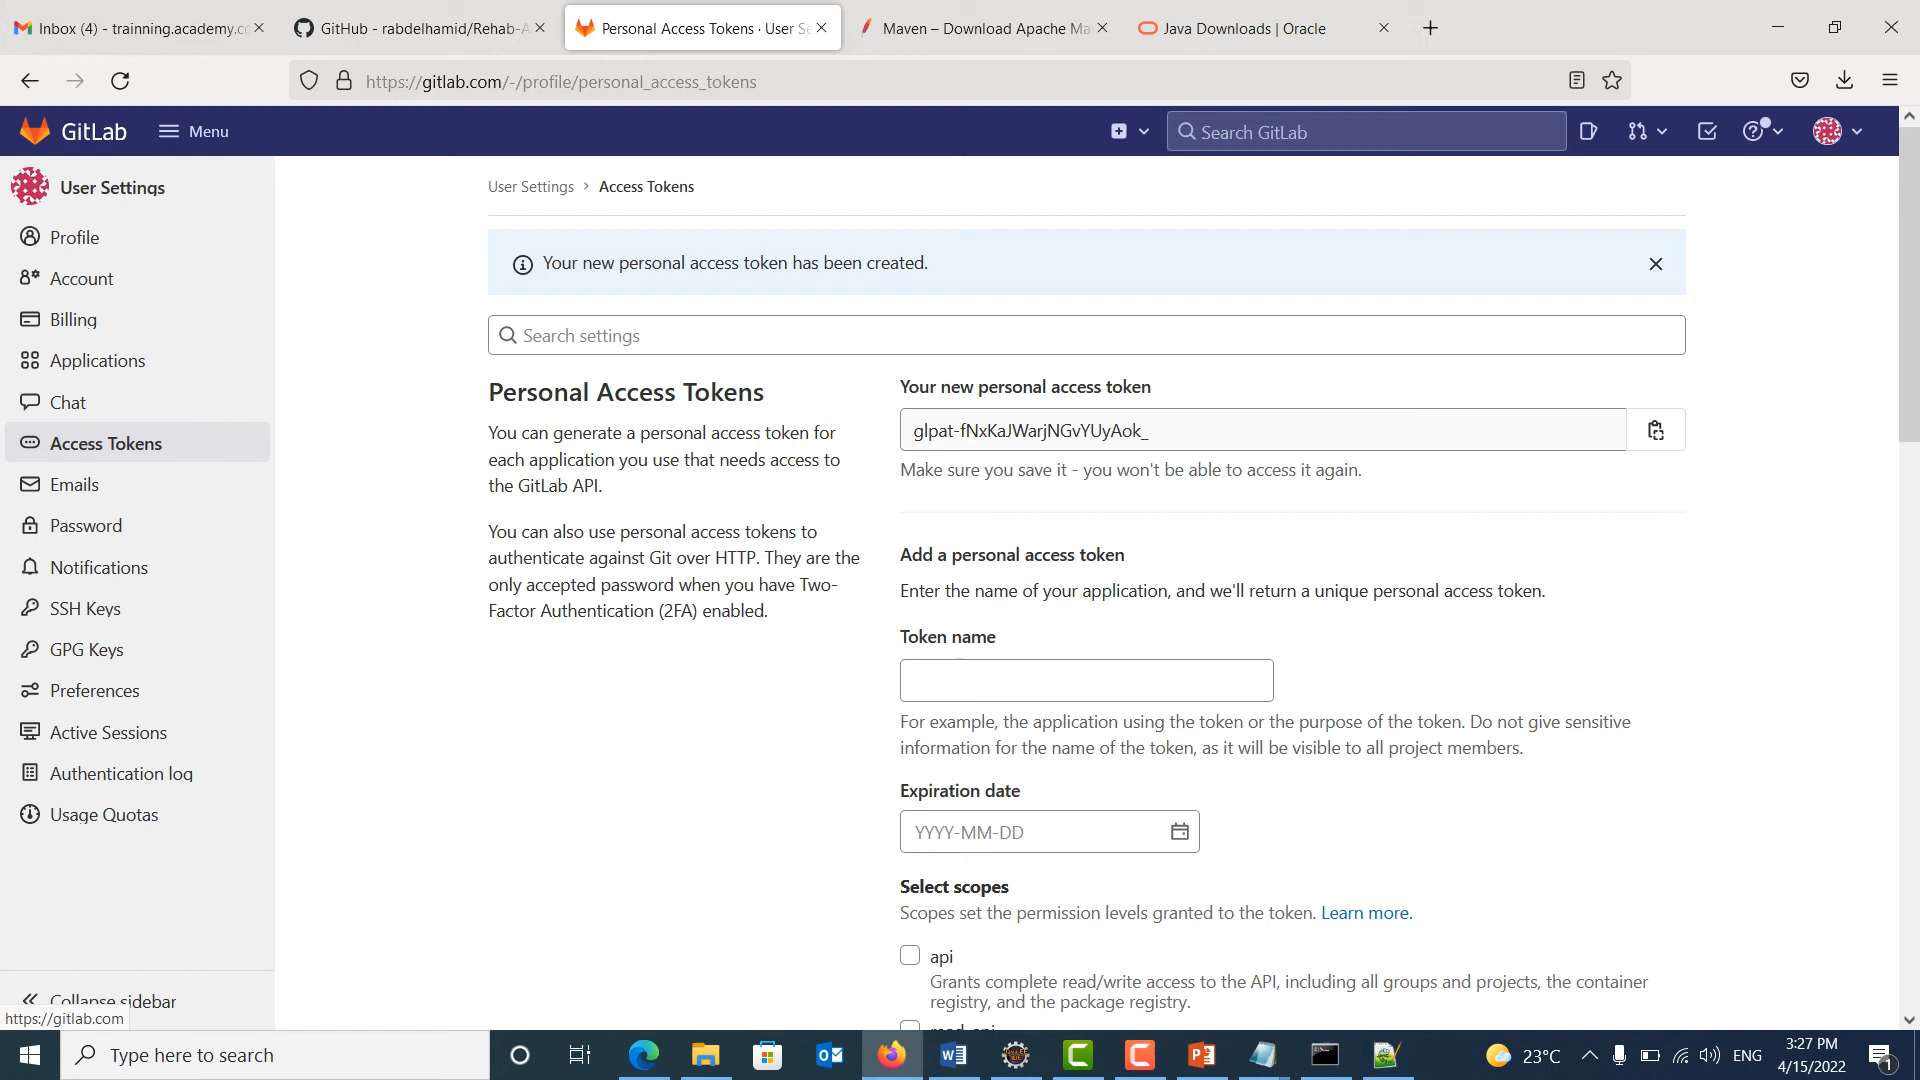 Inbox (4) - trainning.academy.co
GitHub - rabdelhamid/Rehab-A
Personal Access Tokens · User Se
Maven – Download Apache Ma
Java Downloads | Oracle
https://gitlab.com/-/profile/personal_access_tokens
GitLab
Menu
Search GitLab
User Settings
Profile
Account
Billing
Applications
Chat
Access Tokens
Emails
Password
Notifications
SSH Keys
GPG Keys
Preferences
Active Sessions
Authentication log
Usage Quotas
Collapse sidebar
https://gitlab.com
User Settings › Access Tokens
Your new personal access token has been created.
Search settings
Personal Access Tokens
You can generate a personal access token for
each application you use that needs access to
the GitLab API.
You can also use personal access tokens to
authenticate against Git over HTTP. They are the
only accepted password when you have Two-
Factor Authentication (2FA) enabled.
Your new personal access token
glpat-fNxKaJWarjNGvYUyAok_
Make sure you save it - you won't be able to access it again.
Add a personal access token
Enter the name of your application, and we'll return a unique personal access token.
Token name
For example, the application using the token or the purpose of the token. Do not give sensitive
information for the name of the token, as it will be visible to all project members.
Expiration date
YYYY-MM-DD
Select scopes
Scopes set the permission levels granted to the token. Learn more.
api
Grants complete read/write access to the API, including all groups and projects, the container
registry, and the package registry.
read_api
Type here to search
23°C
ENG
3:27 PM
4/15/2022
1